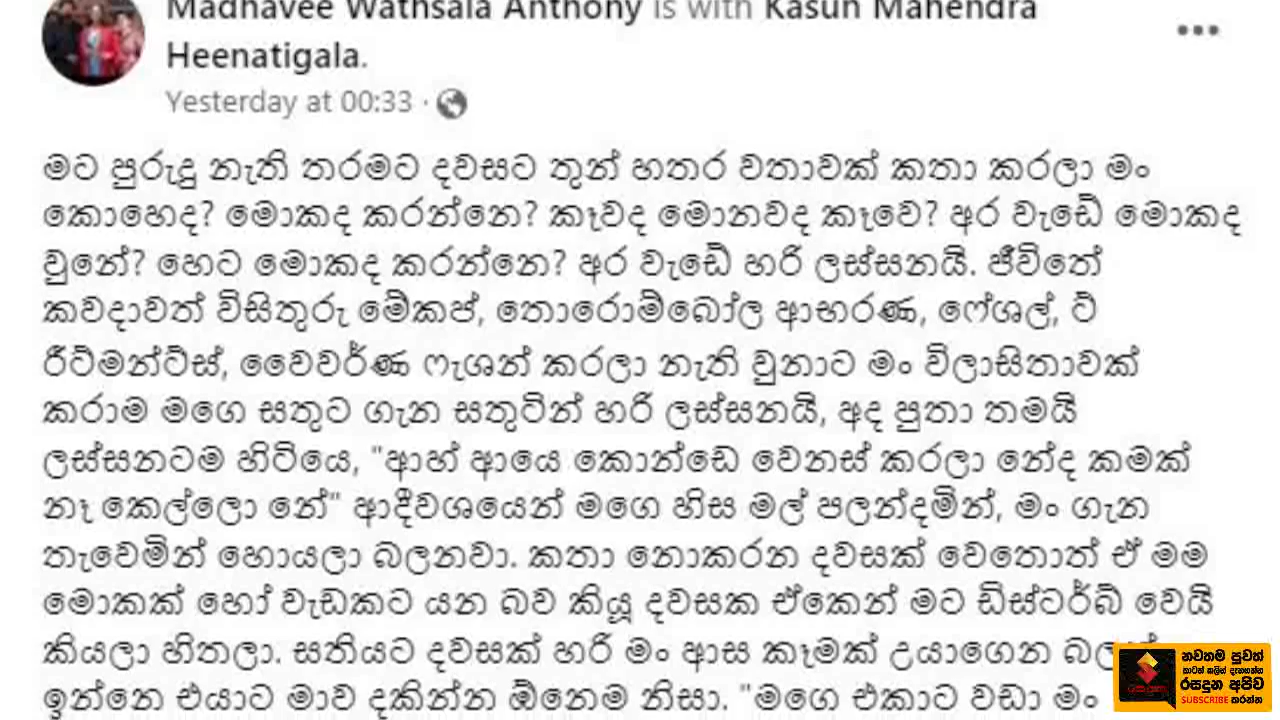 Madhavee Wathsala Anthony is with Kasun Mahendra
Heenatigala.
Yesterday at 00:33 ·
මට පුරුදු නැති තරමට දවසට තුන් හතර වතාවක් කතා කරලා මං
කොහෙද? මොකද කරන්නෙ? කෑවද මොනවද කෑවෙ? අර වැඩේ මොකද
වුනේ? හෙට මොකද කරන්නෙ? අර වැඩේ හරි ලස්සනයි. ජීවිතේ
කවදාවත් විසිතුරු මේකප්, තොරොම්බෝල ආභරණ, ෆේශල්, ට්
රීට්මන්ට්ස්, වෛවර්ණ ෆැශන් කරලා නැති වුනාට මං විලාසිතාවක්
කරාම මගෙ සතුට ගැන සතුටින් හරි ලස්සනයි, අද පුතා තමයි
ලස්සනටම හිටියෙ, "ආහ් ආයෙ කොන්ඩෙ වෙනස් කරලා නේද කමක්
නෑ කෙල්ලො නේ" ආදීවශයෙන් මගෙ හිස මල් පලන්දමින්, මං ගැන
තැවෙමින් හොයලා බලනවා. කතා නොකරන දවසක් වෙතොත් ඒ මම
මොකක් හෝ වැඩකට යන බව කියූ දවසක ඒකෙන් මට ඩිස්ටර්බ් වෙයි
කියලා හිතලා. සතියට දවසක් හරි මං ආස කෑමක් උයාගෙන
ඉන්නෙ එයාට මාව දකින්න ඕනෙම නිසා. "මගෙ එකාට වඩා මං
නවතම පුවත්
හැටන් කලින් දැනගන්න
රසදුන අපිව
SUBSCRIBE කරන්න